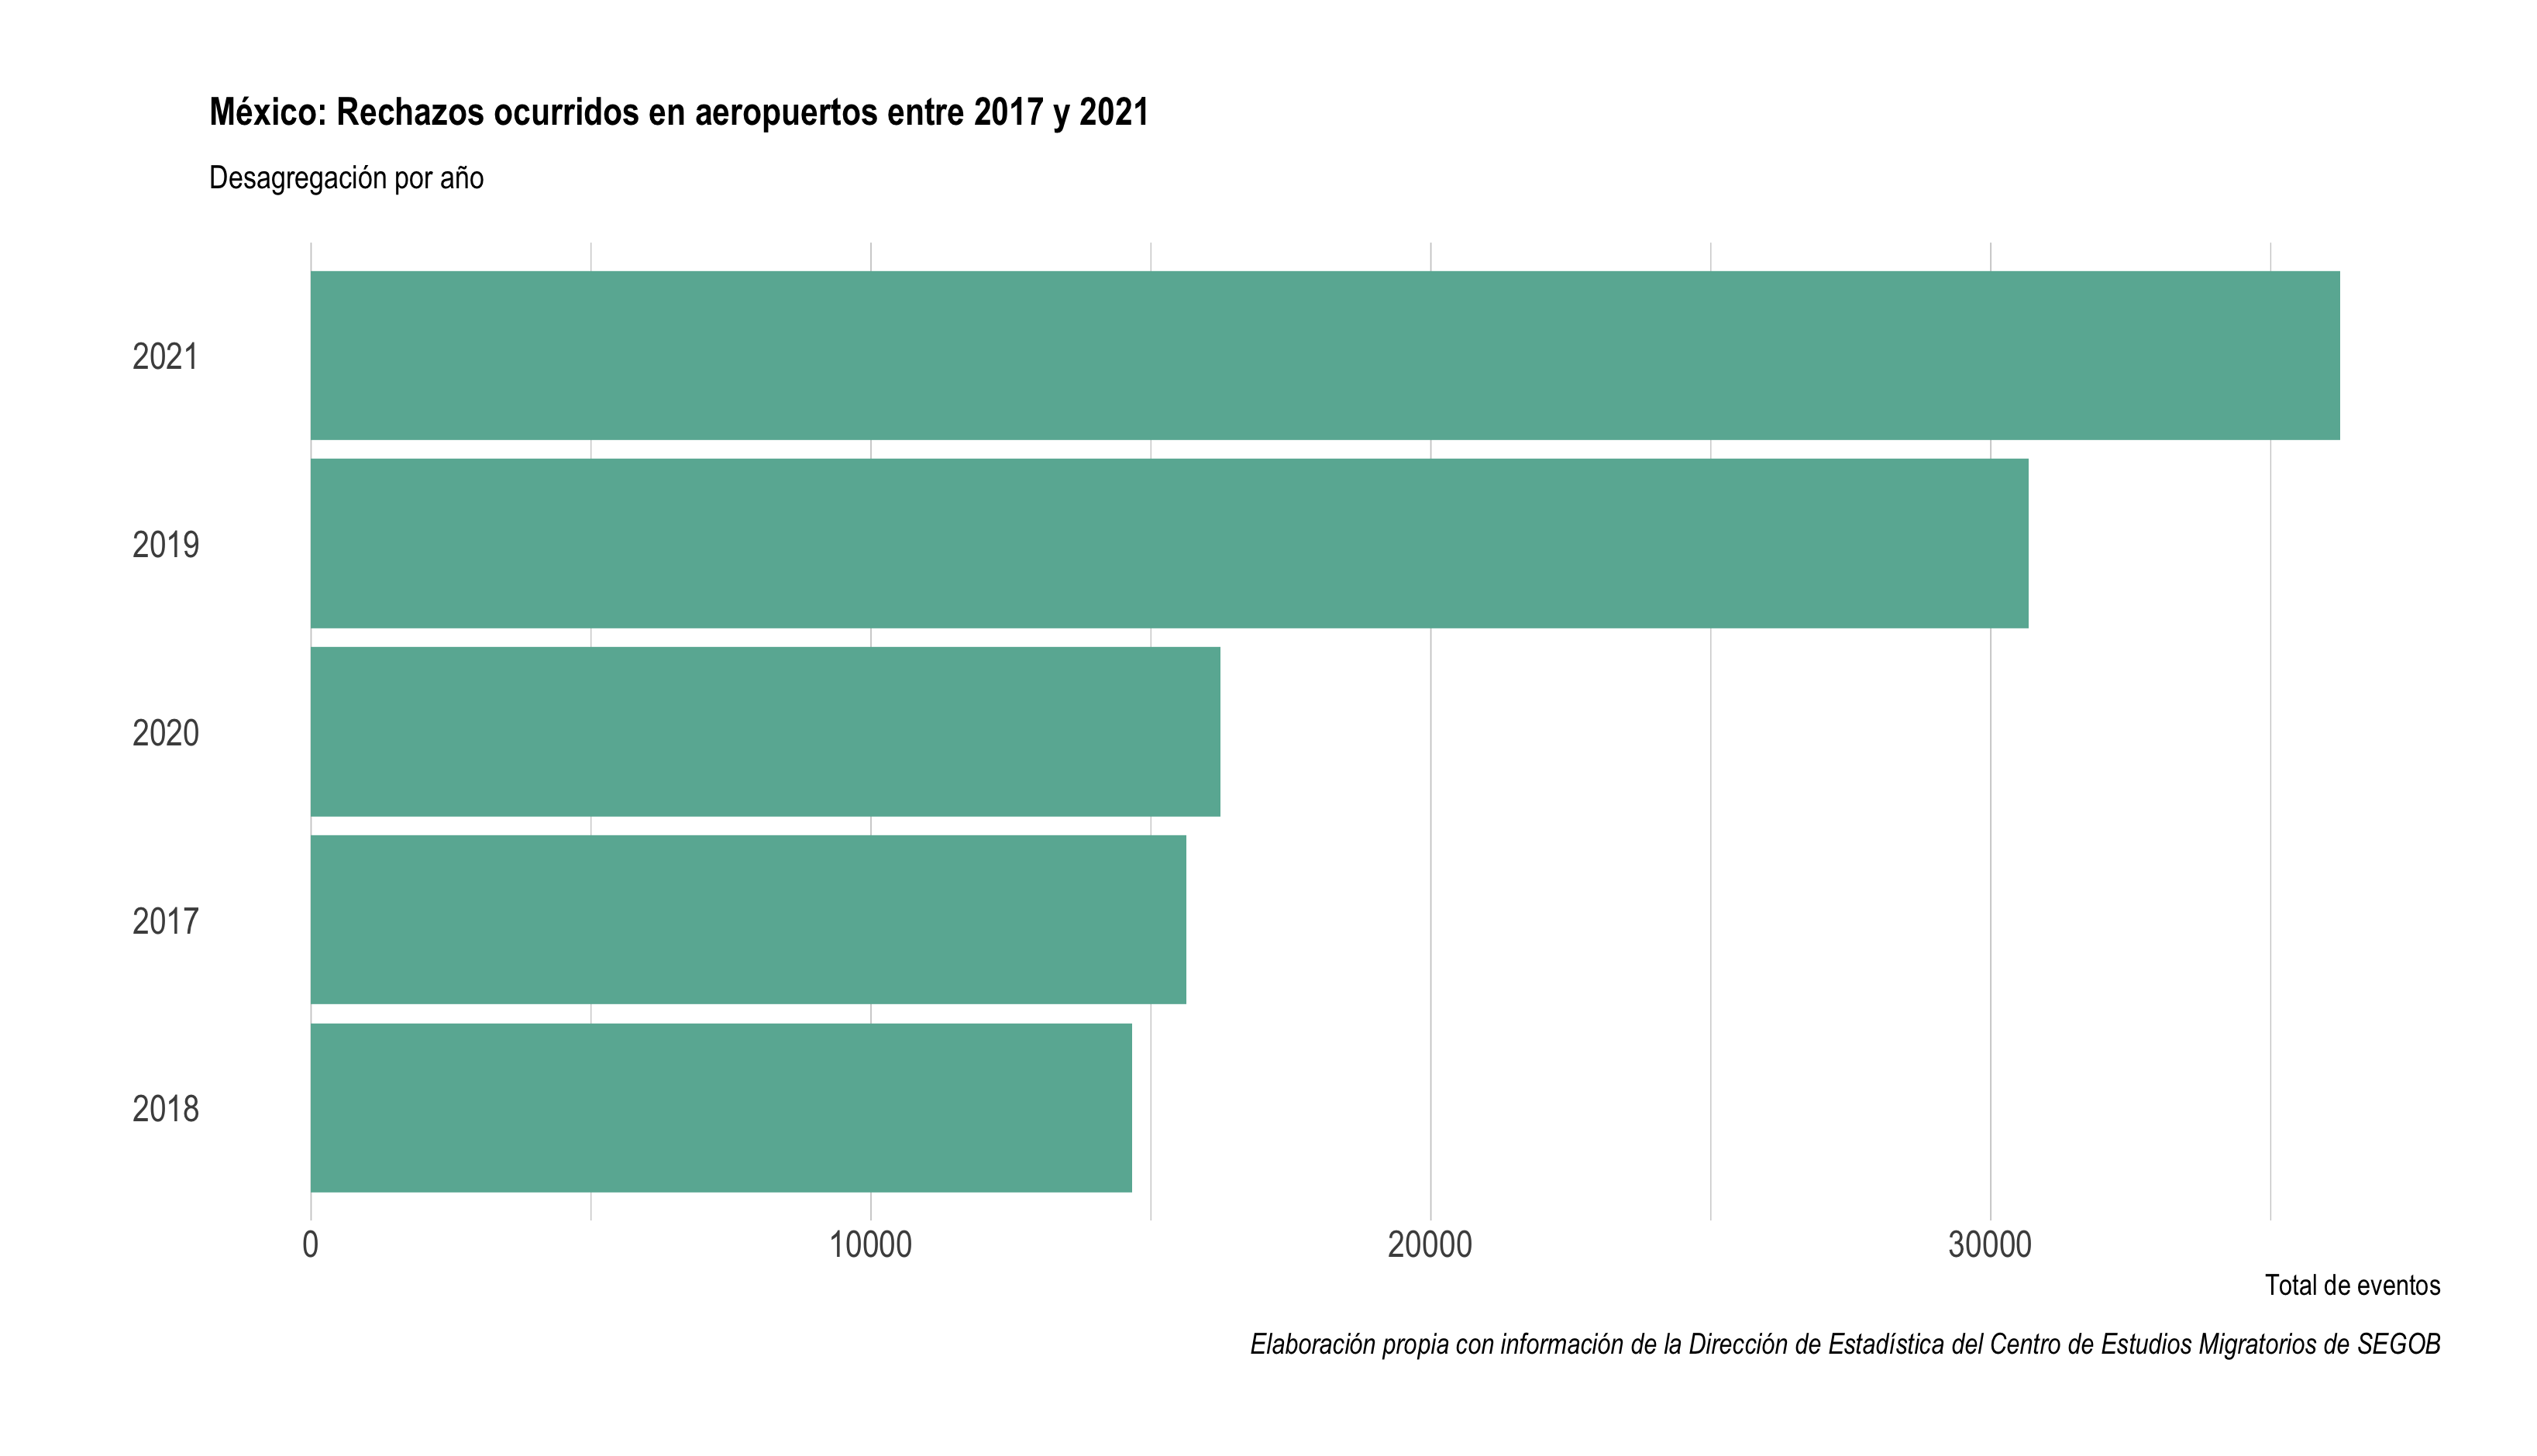 México: Rechazos ocurridos en aeropuertos entre 2017 y 2021
Desagregación por año
2021
2019
2020
2017
2018
0 10000 20000 30000
Total de eventos
Elaboración propia con información de la Dirección de Estadística del Centro de Estudios Migratorios de SEGOB